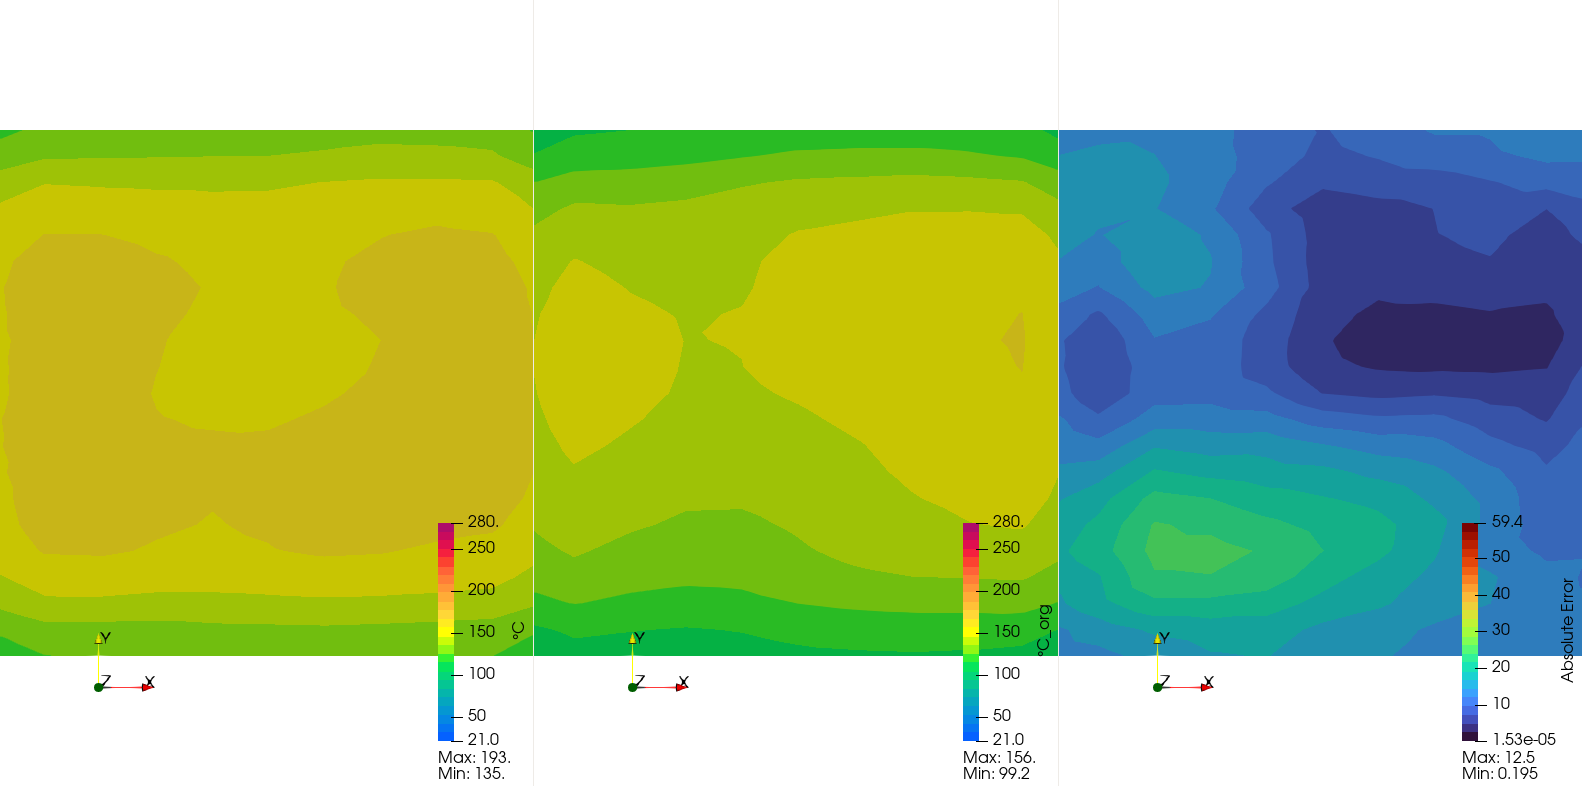 280.
250
200
150
100
50
21.0
°C
Max: 193.
Min: 135.
Y
Z
X
280.
250
200
150
100
50
21.0
°C_org
Max: 156.
Min: 99.2
Y
Z
X
59.4
50
40
30
20
10
1.53e-05
Absolute Error
Max: 12.5
Min: 0.195
Y
Z
X